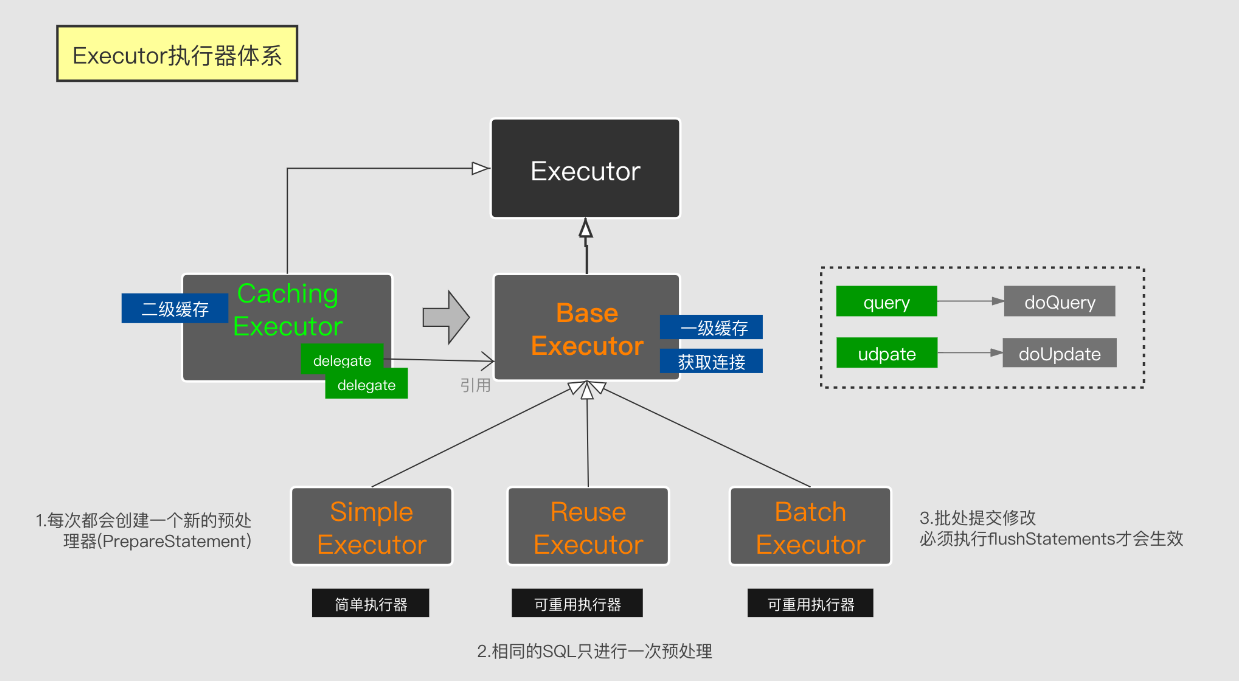 Executor执行器体系
Executor
Caching
Executor
二级缓存
delegate
delegate
引用
Base
Executor
一级缓存
获取连接
query
doQuery
udpate
doUpdate
1.每次都会创建一个新的预处
理器(PrepareStatement)
Simple
Executor
Reuse
Executor
Batch
Executor
3.批处提交修改
必须执行flushStatements才会生效
简单执行器
可重用执行器
可重用执行器
2.相同的SQL只进行一次预处理